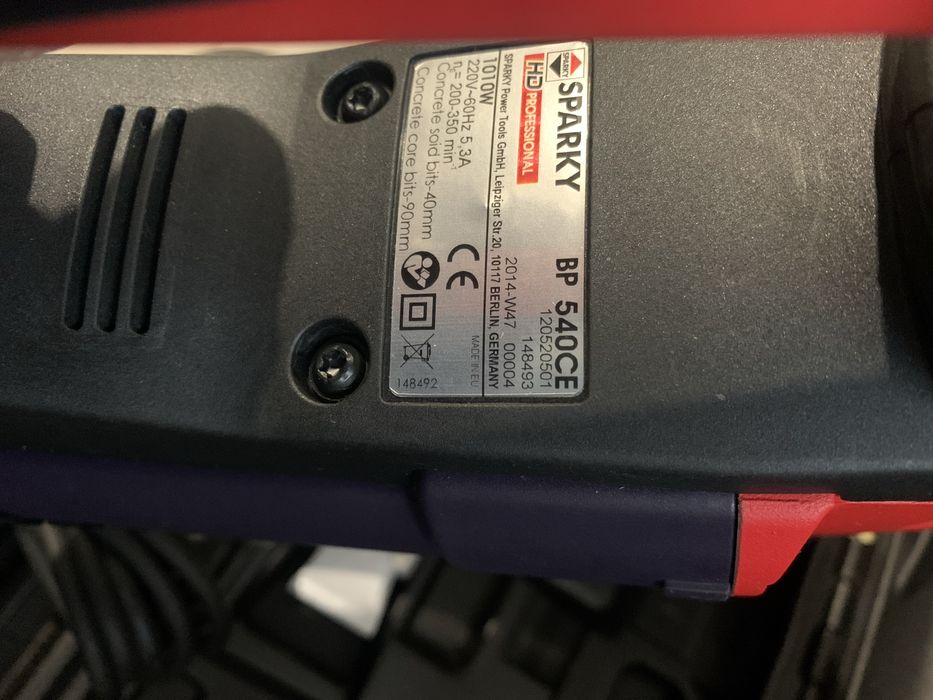 SPARKY
SPARKY BP 540CE
HD PROFESSIONAL 120520501
148493
2014-W47 00004
SPARKY Power Tools GmbH, Leipziger Str.20, 10117 BERLIN, GERMANY
1010W
220V~60Hz 5.3A
n₀= 200-350 min⁻¹
Concrete soid bits-40mm
Concrete core bits-90mm
CE
MADE IN EU
148492